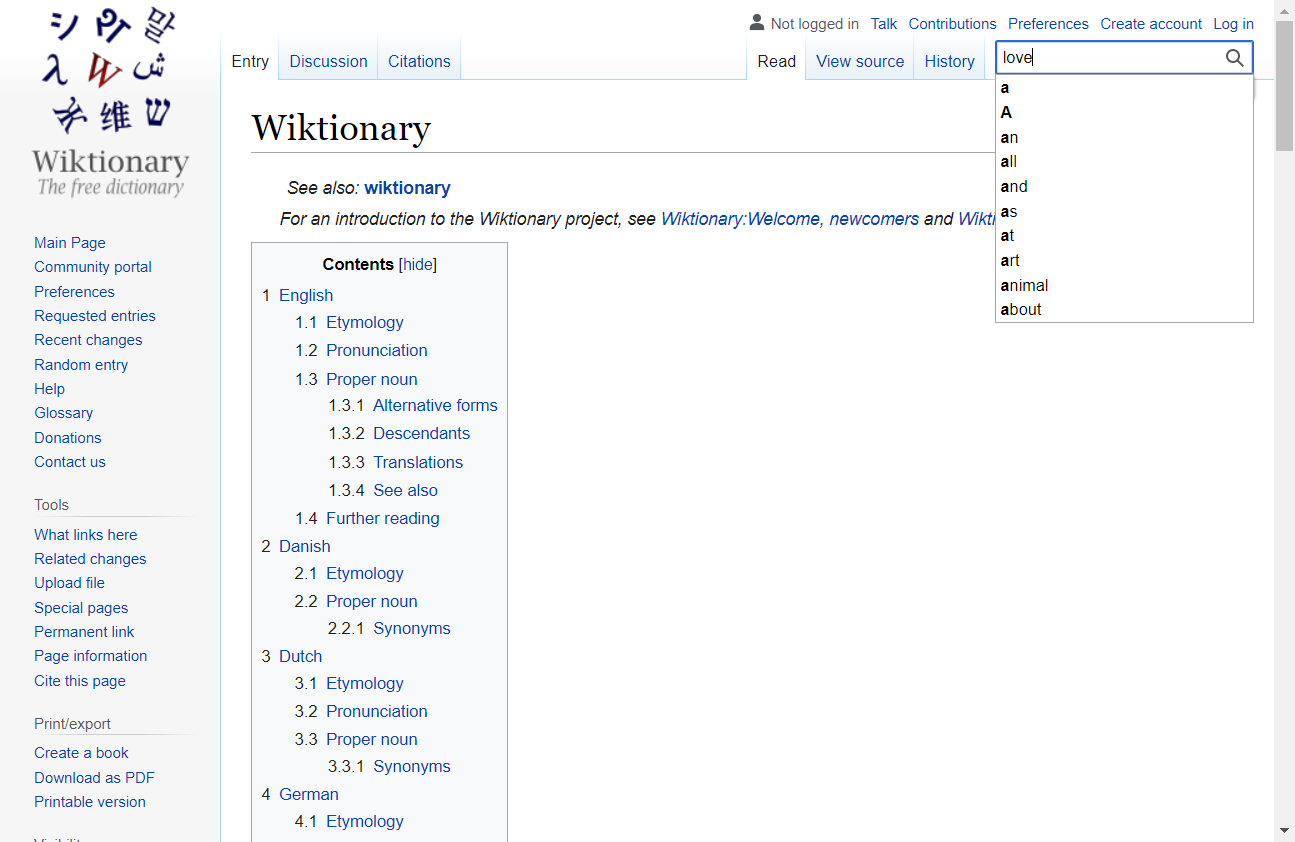 シ வி 말
λ W ش
亲 維 ש
Wiktionary
The free dictionary
Not logged in Talk Contributions Preferences Create account Log in
Entry Discussion Citations Read View source History love
a
A
an
all
and
as
at
art
animal
about
Wiktionary
See also: wiktionary
For an introduction to the Wiktionary project, see Wiktionary:Welcome, newcomers and
Contents [hide]
1 English
1.1 Etymology
1.2 Pronunciation
1.3 Proper noun
1.3.1 Alternative forms
1.3.2 Descendants
1.3.3 Translations
1.3.4 See also
1.4 Further reading
2 Danish
2.1 Etymology
2.2 Proper noun
2.2.1 Synonyms
3 Dutch
3.1 Etymology
3.2 Pronunciation
3.3 Proper noun
3.3.1 Synonyms
4 German
4.1 Etymology
Main Page
Community portal
Preferences
Requested entries
Recent changes
Random entry
Help
Glossary
Donations
Contact us
Tools
What links here
Related changes
Upload file
Special pages
Permanent link
Page information
Cite this page
Print/export
Create a book
Download as PDF
Printable version